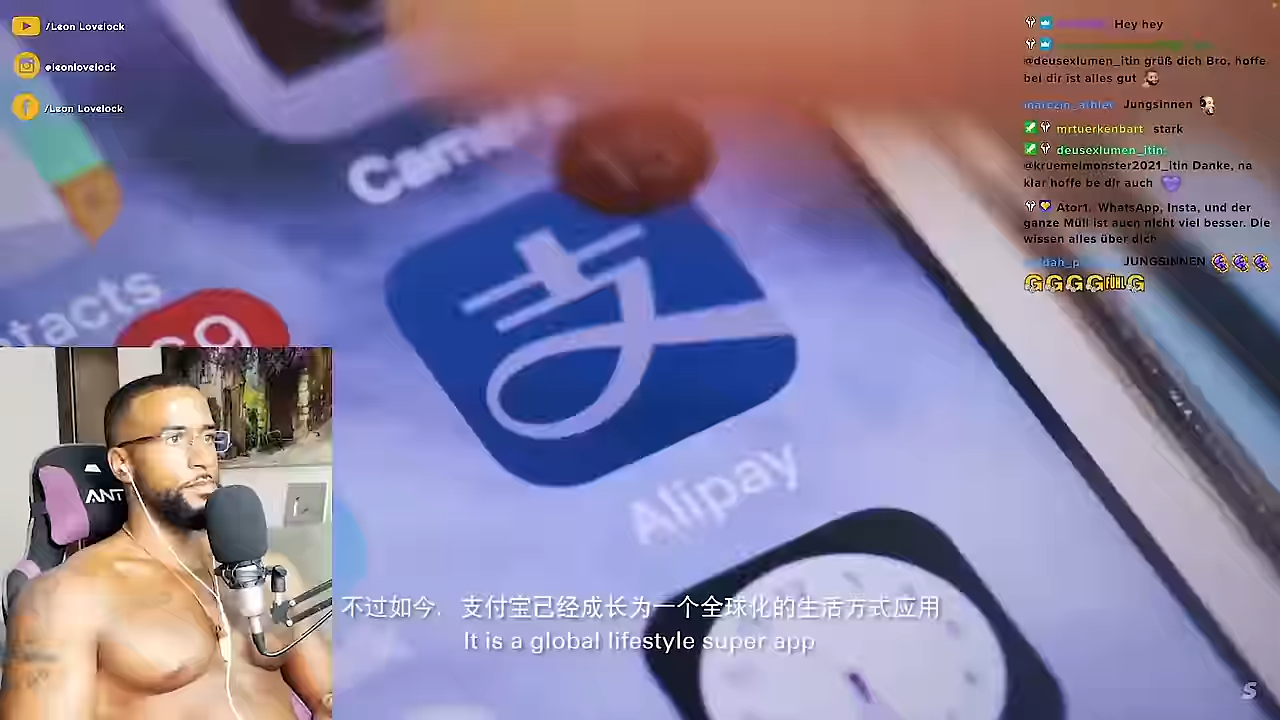 /Leon Lovelock
@leonlovelock
/Leon Lovelock
Hey hey
@deusexlumen_itin grüß dich Bro, hoffe
bei dir ist alles gut
Jungsinnen
mrtuerkenbart stark
deusexlumen_itin:
@kruemelmonster2021_itin Danke, na
klar hoffe be dir auch
Ator1. WhatsApp, Insta, und der
ganze Müll ist auch nicht viel besser. Die
wissen alles über dich
JUNGSINNEN
Alipay
ANT
不过如今，支付宝已经成长为一个全球化的生活方式应用
It is a global lifestyle super app
S